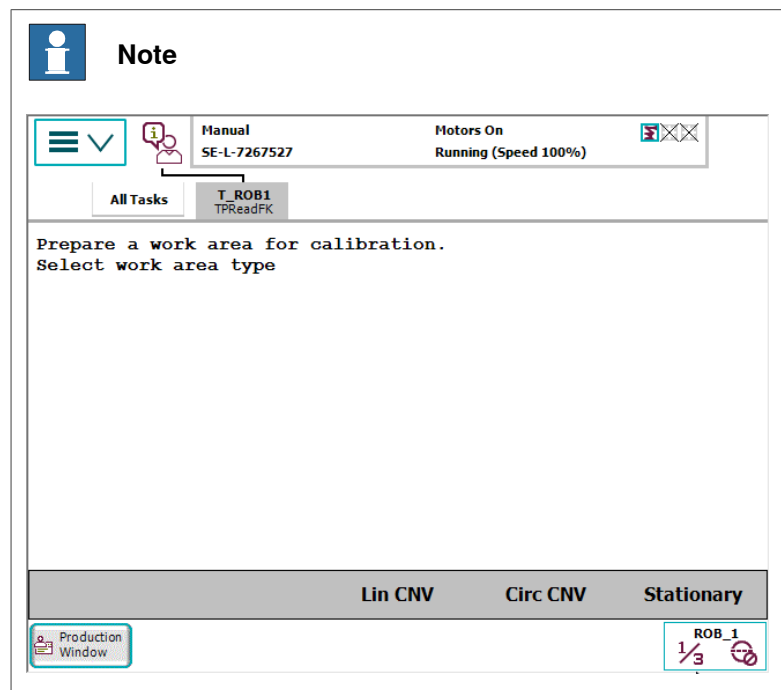 Note
Manual
SE-L-7267527
Motors On
Running (Speed 100%)
All Tasks
T_ROB1
TPReadFK
Prepare a work area for calibration.
Select work area type
Lin CNV
Circ CNV
Stationary
Production
Window
ROB_1
1/3